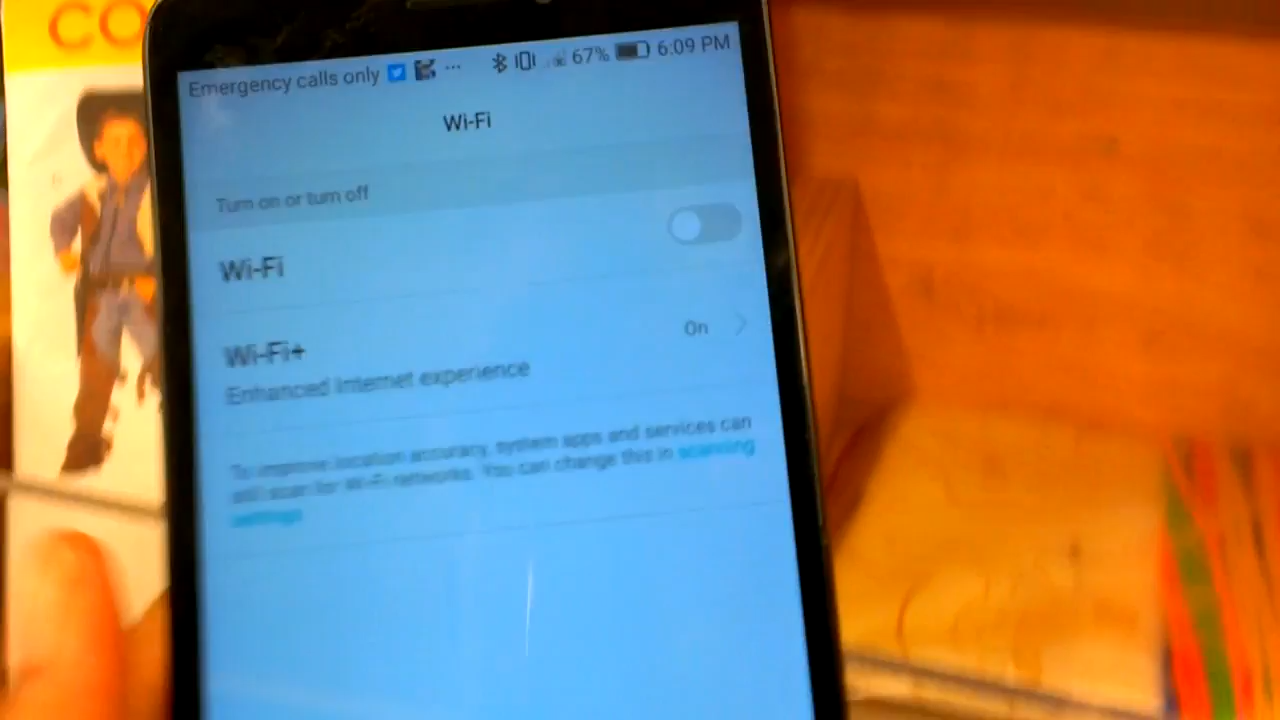 CO
Emergency calls only ... 67% 6:09 PM
Wi-Fi
Turn on or turn off
Wi-Fi
Wi-Fi+
On
Enhanced Internet experience
To improve location accuracy, system apps and services can
still scan for Wi-Fi networks. You can change this in scanning
settings